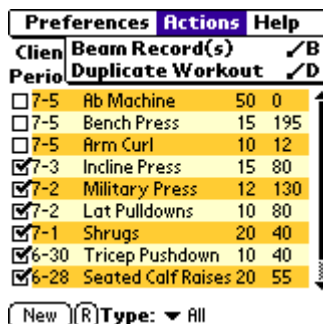 Preferences Actions Help
Clien Beam Record(s) /B
Perio Duplicate Workout /D
7-5 Ab Machine 50 0
7-5 Bench Press 15 195
7-5 Arm Curl 10 12
7-3 Incline Press 15 80
7-2 Military Press 12 130
7-2 Lat Pulldowns 10 80
7-1 Shrugs 20 40
6-30 Tricep Pushdown 10 40
6-28 Seated Calf Raises 20 55
New R Type: All